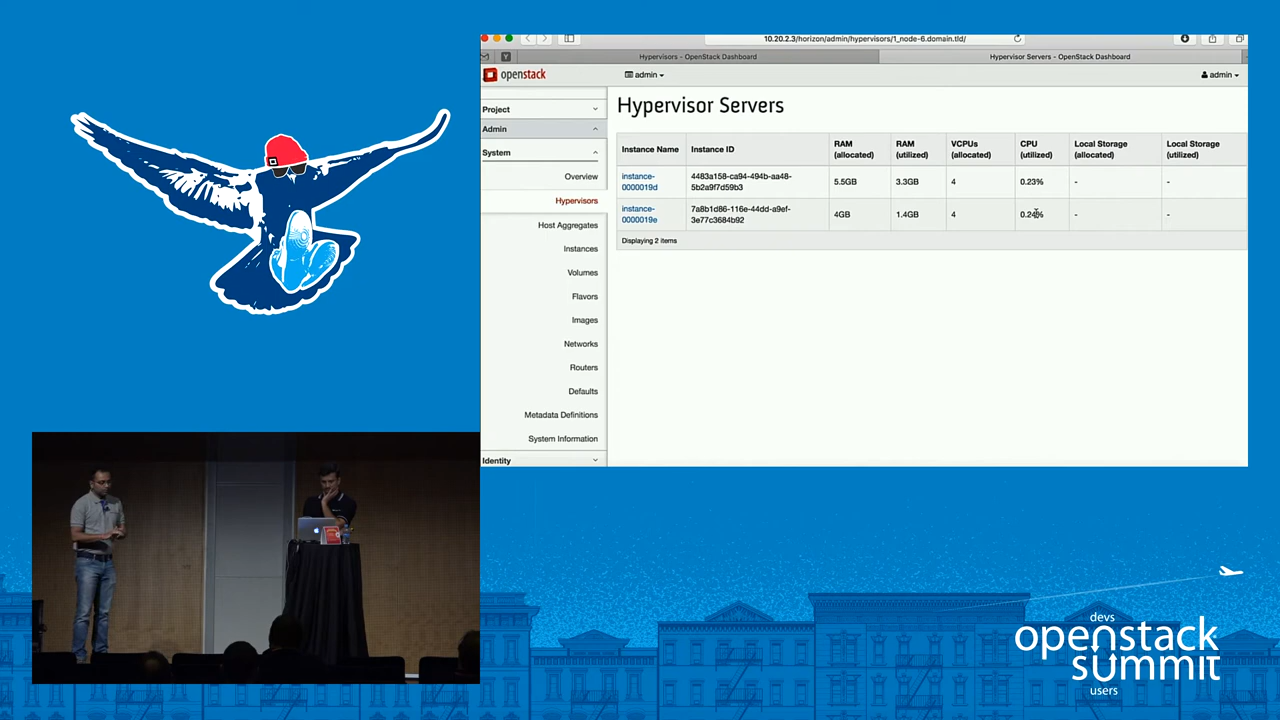 10.20.2.3/horizon/admin/hypervisors/1_node-6.domain.tld/
Hypervisors - OpenStack Dashboard
Hypervisor Servers - OpenStack Dashboard
openstack
admin
admin
Project
Admin
System
Overview
Hypervisors
Host Aggregates
Instances
Volumes
Flavors
Images
Networks
Routers
Defaults
Metadata Definitions
System Information
Identity
Hypervisor Servers
Instance Name Instance ID RAM (allocated) RAM (utilized) VCPUs (allocated) CPU (utilized) Local Storage (allocated) Local Storage (utilized)
instance-0000019d 4483a158-ca94-494b-aa48-5b2a9f7d59b3 5.5GB 3.3GB 4 0.23% - -
instance-0000019e 7a8b1d86-116e-44dd-a9ef-3e77c3684b92 4GB 1.4GB 4 0.24% - -
Displaying 2 items
devs
openstack
summit
users